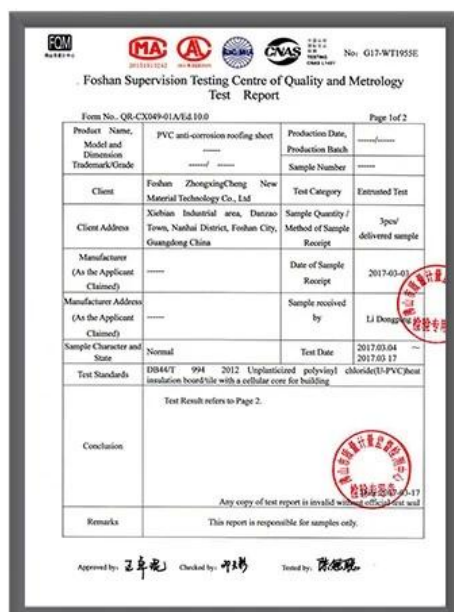 FQM
MA
CNAS
TESTING
CNAS L1451
No: G17-WT1955E
Foshan Supervision Testing Centre of Quality and Metrology
Test Report
Form No.. QR-CX049-01A/Ed.10.0
Page 1of 2
Product Name, Model and Dimension Trademark/Grade
PVC anti-corrosion roofing sheet
------
------/ ------
Production Date, Production Batch
------/------
Sample Number
------
Client
Foshan ZhongxingCheng New
Material Technology Co., Ltd
Test Category
Entrusted Test
Client Address
Xiebian Industrial area, Danzao
Town, Nanhai District, Foshan City,
Guangdong China
Sample Quantity /
Method of Sample
Receipt
3pcs/
delivered sample
Manufacturer
(As the Applicant
Claimed)
------
Date of Sample
Receipt
2017-03-03
Manufacturer Address
(As the Applicant
Claimed)
------
Sample received
by
Li
Sample Character and
State
Normal
Test Date
2017.03.04 ~
2017.03.17
Test Standards
DB44/T 994 2012 Unplasticized polyvinyl chloride(U-PVC)heat
insulation board/tile with a cellular core for building
Conclusion
Test Result refers to Page 2.
03-17
Any copy of test report is invalid without official test seal
Remarks
This report is responsible for samples only.
Approved by:
Checked by:
Tested by: